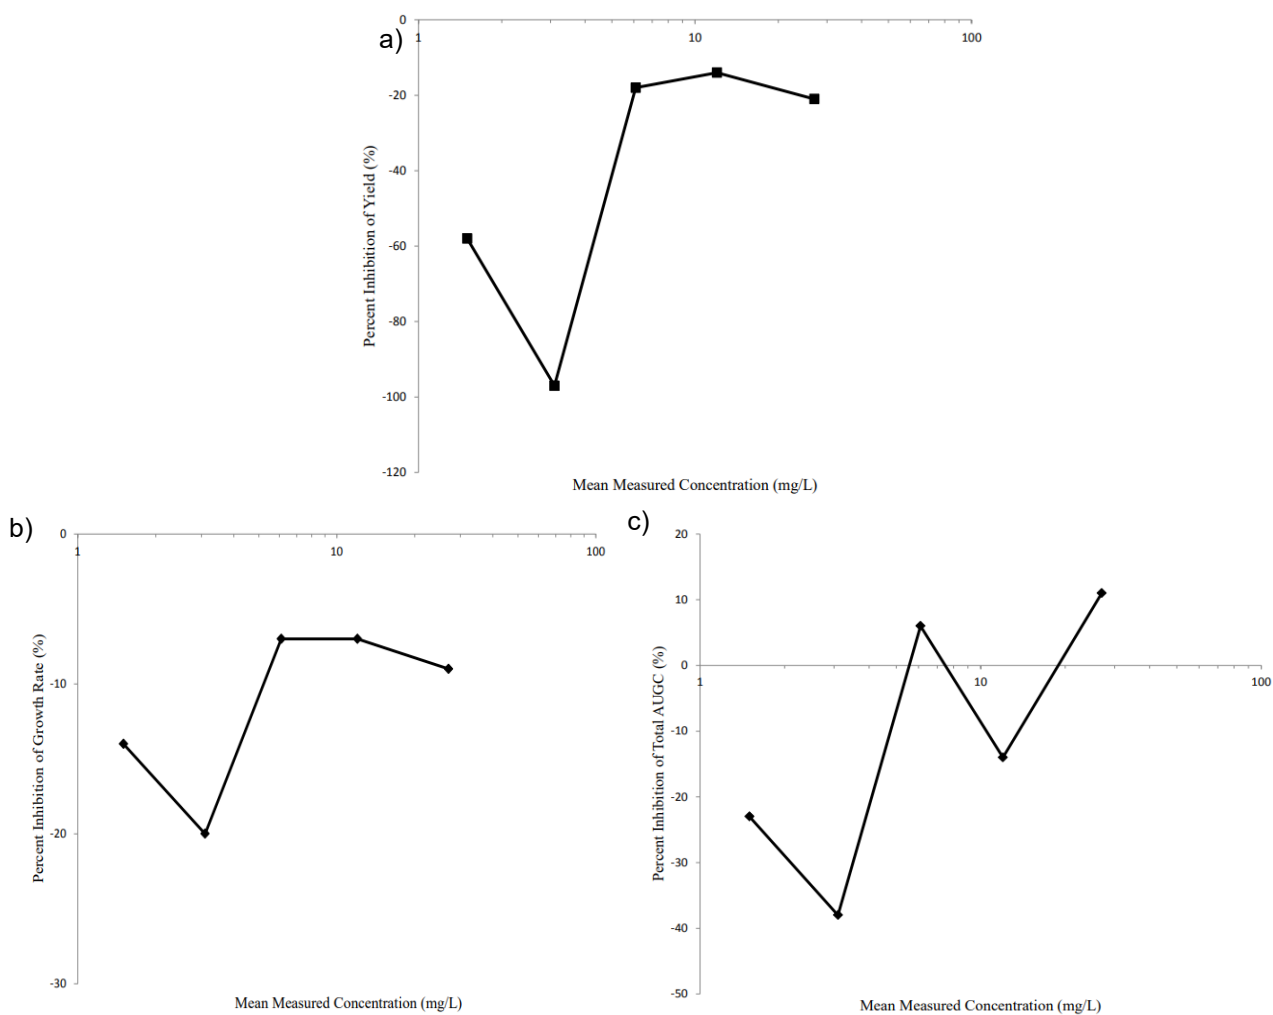 a)
0
-20
-40
-60
-80
-100
-120
1 10 100
Percent Inhibition of Yield (%)
Mean Measured Concentration (mg/L)
b)
0
-10
-20
-30
1 10 100
Percent Inhibition of Growth Rate (%)
Mean Measured Concentration (mg/L)
c)
20
10
0
-10
-20
-30
-40
-50
1 10 100
Percent Inhibition of Total AUGC (%)
Mean Measured Concentration (mg/L)